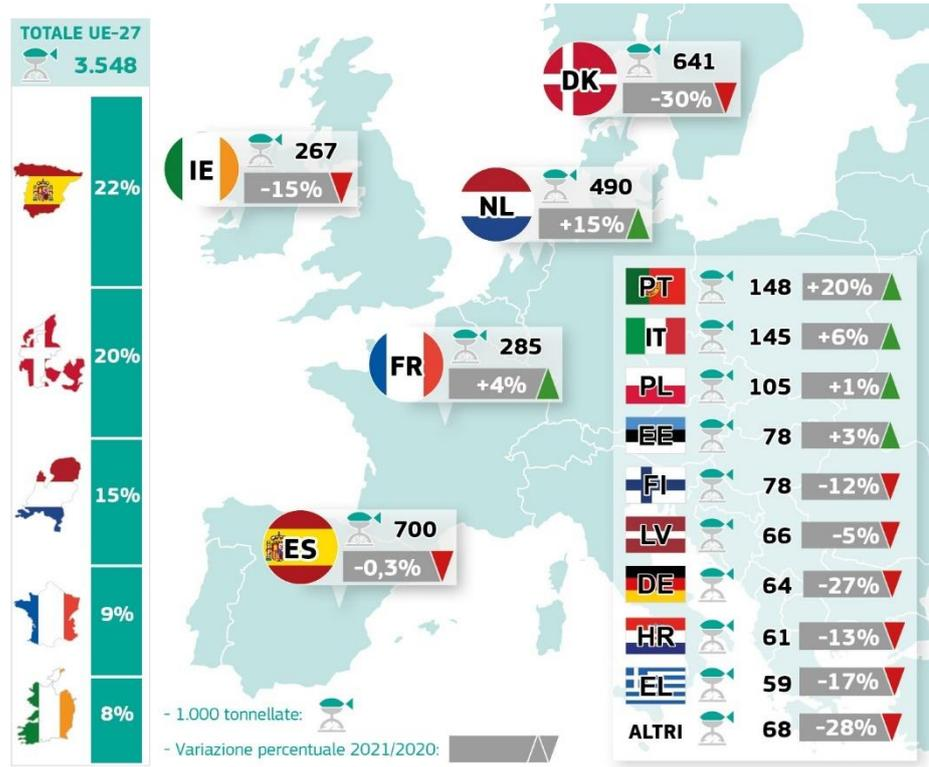 TOTALE UE-27
3.548
22%
20%
15%
9%
8%
DK
641
-30%
IE
267
-15%
NL
490
+15%
FR
285
+4%
ES
700
-0,3%
PT 148 +20%
IT 145 +6%
PL 105 +1%
EE 78 +3%
FI 78 -12%
LV 66 -5%
DE 64 -27%
HR 61 -13%
EL 59 -17%
ALTRI 68 -28%
- 1.000 tonnellate:
- Variazione percentuale 2021/2020: